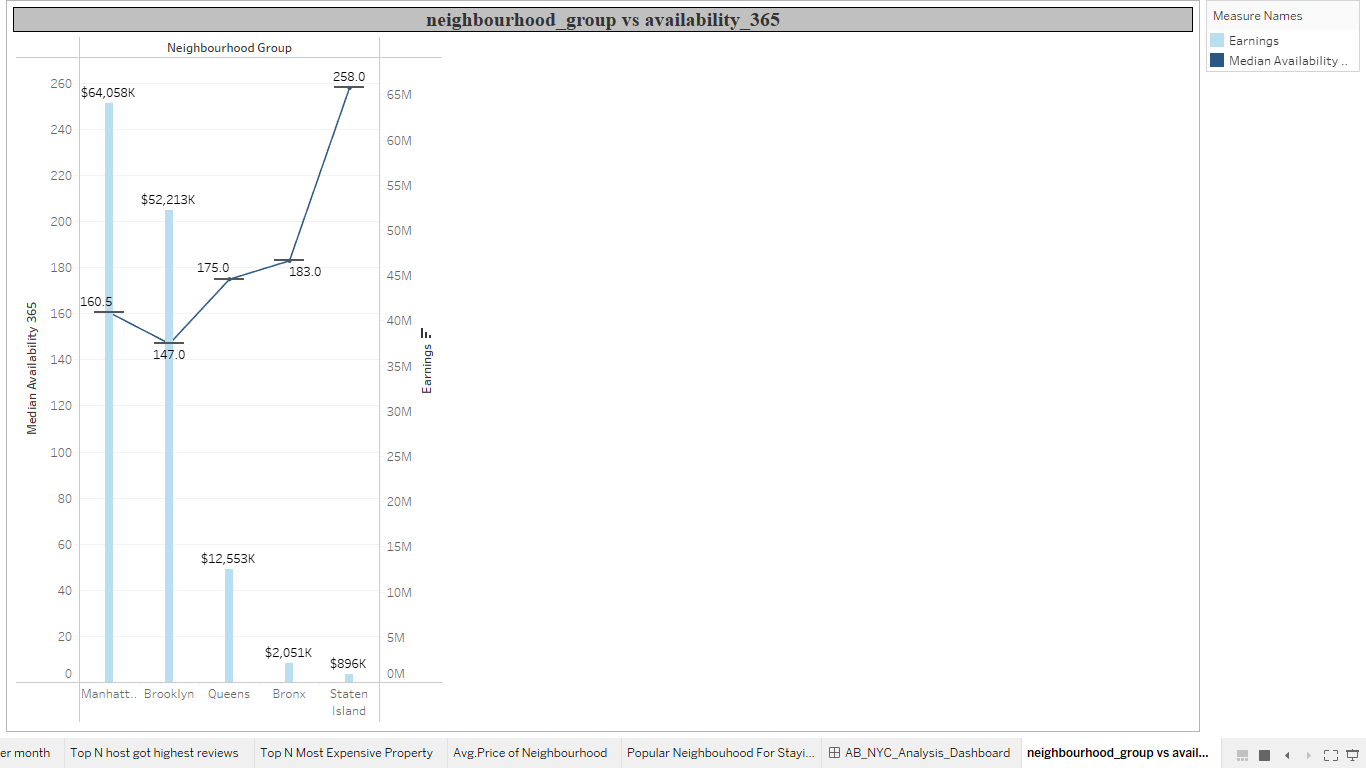 neighbourhood_group vs availability_365
Measure Names
Earnings
Median Availability ..
Neighbourhood Group
260
240
220
200
180
160
140
120
100
80
60
40
20
0
Median Availability 365
$64,058K
$52,213K
$12,553K
$2,051K
$896K
160.5
147.0
175.0
183.0
258.0
65M
60M
55M
50M
45M
40M
35M
30M
25M
20M
15M
10M
5M
0M
Earnings
Manhatt..
Brooklyn
Queens
Bronx
Staten
Island
er month
Top N host got highest reviews
Top N Most Expensive Property
Avg.Price of Neighbourhood
Popular Neighbouhood For Stayi...
AB_NYC_Analysis_Dashboard
neighbourhood_group vs avail...